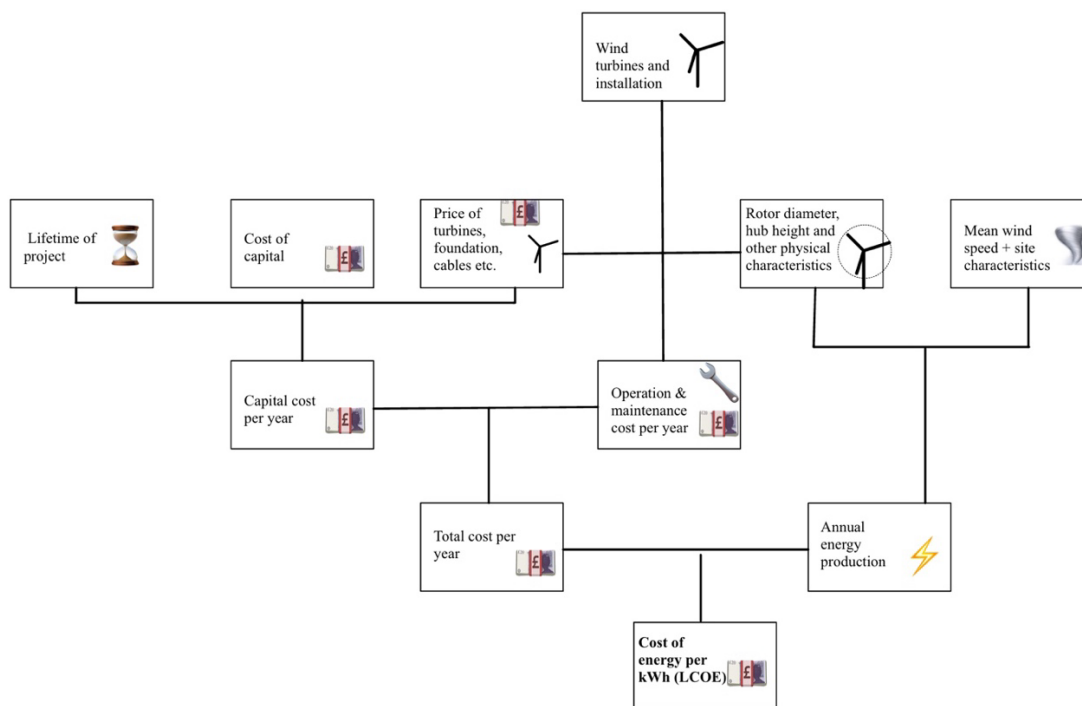 Wind
turbines and
installation
Lifetime of
project
Cost of
capital
Price of
turbines,
foundation,
cables etc.
Rotor diameter,
hub height and
other physical
characteristics
Mean wind
speed + site
characteristics
Capital cost
per year
Operation &
maintenance
cost per year
Total cost per
year
Annual
energy
production
Cost of
energy per
kWh (LCOE)